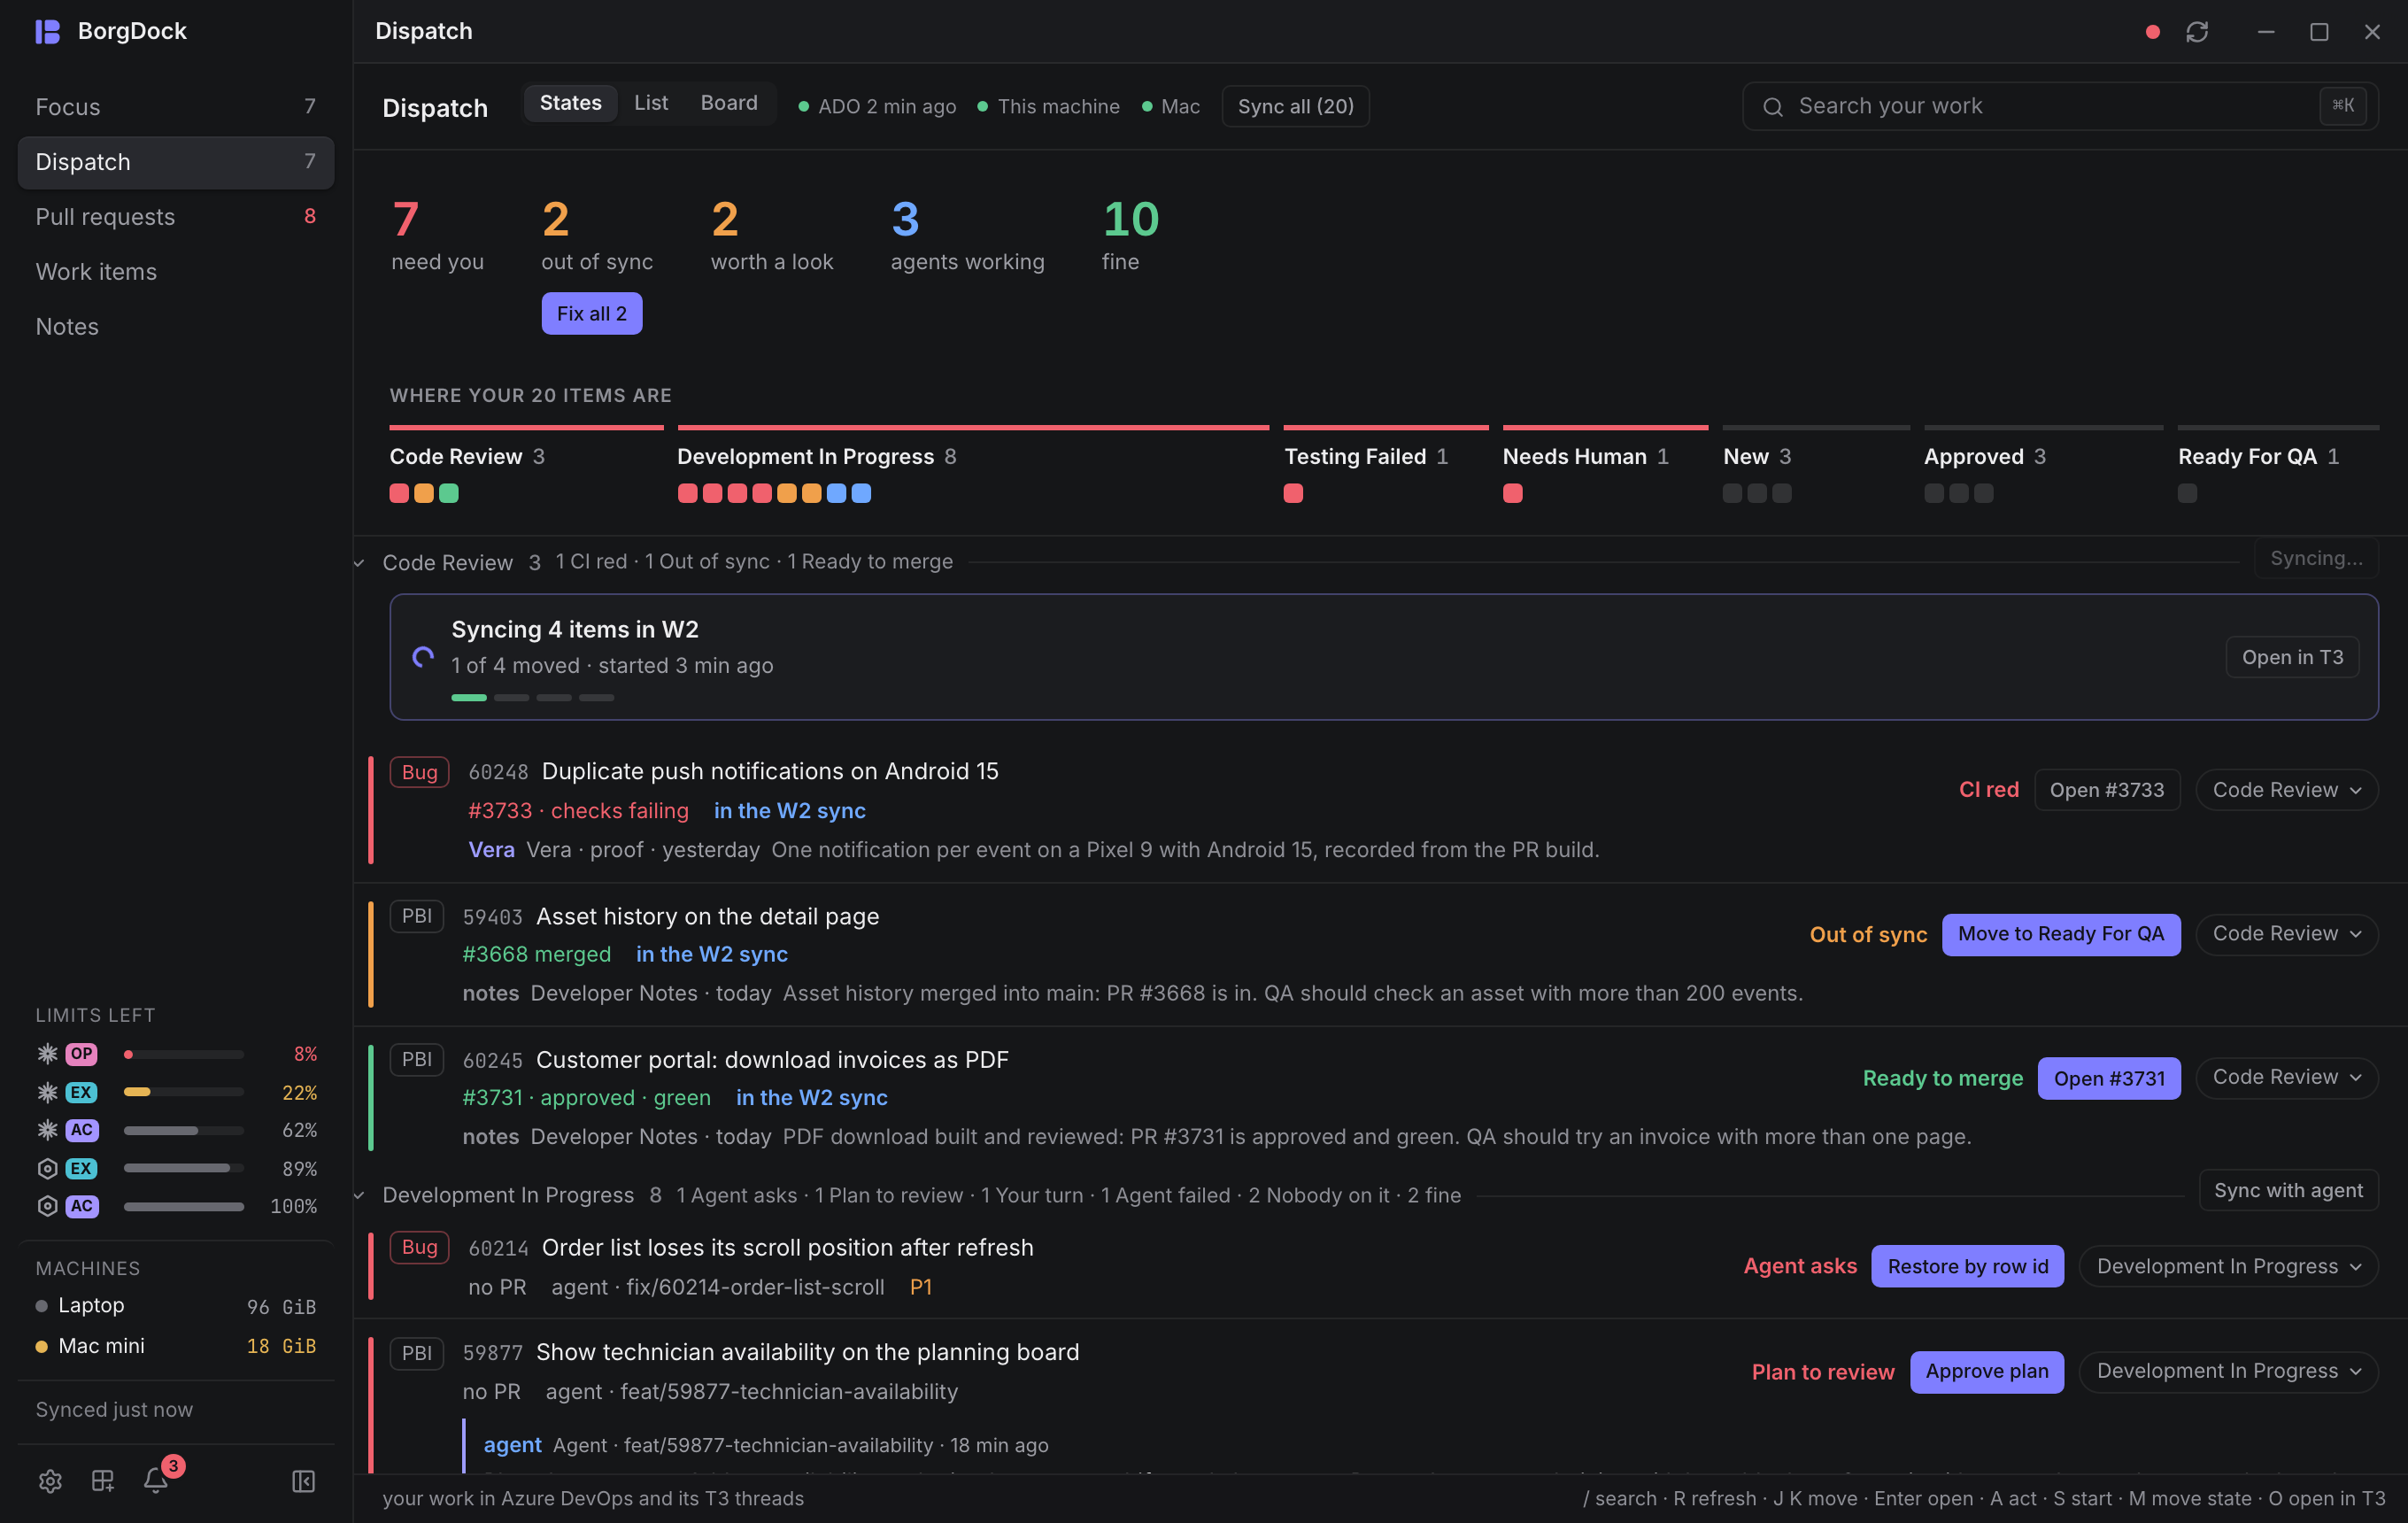 BorgDock
Dispatch
Focus 7
Dispatch 7
Pull requests 8
Work items
Notes
LIMITS LEFT
OP 8%
EX 22%
AC 62%
EX 89%
AC 100%
MACHINES
Laptop 96 GiB
Mac mini 18 GiB
Synced just now
3
Dispatch States List Board ADO 2 min ago This machine Mac Sync all (20) Search your work ⌘K
7 2 2 3 10
need you out of sync worth a look agents working fine
Fix all 2
WHERE YOUR 20 ITEMS ARE
Code Review 3 Development In Progress 8 Testing Failed 1 Needs Human 1 New 3 Approved 3 Ready For QA 1
Code Review 3 1 CI red · 1 Out of sync · 1 Ready to merge Syncing...
Syncing 4 items in W2
1 of 4 moved · started 3 min ago
Open in T3
Bug 60248 Duplicate push notifications on Android 15
CI red Open #3733 Code Review
#3733 · checks failing in the W2 sync
Vera Vera · proof · yesterday One notification per event on a Pixel 9 with Android 15, recorded from the PR build.
PBI 59403 Asset history on the detail page
Out of sync Move to Ready For QA Code Review
#3668 merged in the W2 sync
notes Developer Notes · today Asset history merged into main: PR #3668 is in. QA should check an asset with more than 200 events.
PBI 60245 Customer portal: download invoices as PDF
Ready to merge Open #3731 Code Review
#3731 · approved · green in the W2 sync
notes Developer Notes · today PDF download built and reviewed: PR #3731 is approved and green. QA should try an invoice with more than one page.
Development In Progress 8 1 Agent asks · 1 Plan to review · 1 Your turn · 1 Agent failed · 2 Nobody on it · 2 fine Sync with agent
Bug 60214 Order list loses its scroll position after refresh
Agent asks Restore by row id Development In Progress
no PR agent · fix/60214-order-list-scroll P1
PBI 59877 Show technician availability on the planning board
Plan to review Approve plan Development In Progress
no PR agent · feat/59877-technician-availability
agent Agent · feat/59877-technician-availability · 18 min ago
your work in Azure DevOps and its T3 threads
/ search · R refresh · J K move · Enter open · A act · S start · M move state · O open in T3